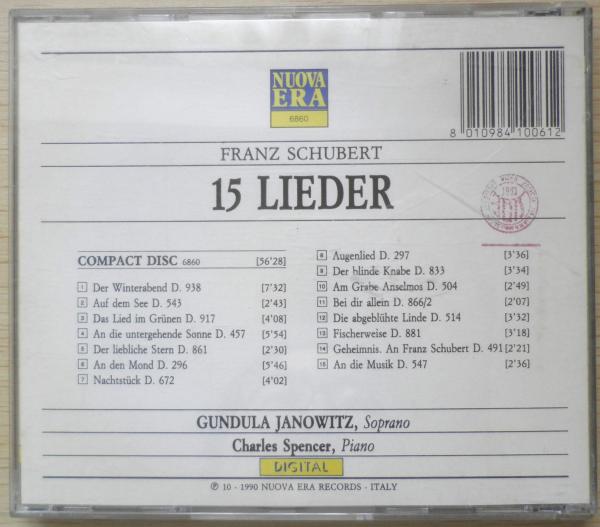 NUOVA
ERA
6860
8 010984 100612
FRANZ SCHUBERT
15 LIEDER
COMPACT DISC 6860 [56'28]
1 Der Winterabend D. 938 [7'32]
2 Auf dem See D. 543 [2'43]
3 Das Lied im Grünen D. 917 [4'08]
4 An die untergehende Sonne D. 457 [5'54]
5 Der liebliche Stern D. 861 [2'30]
6 An den Mond D. 296 [5'46]
7 Nachtstück D. 672 [4'02]
8 Augenlied D. 297 [3'36]
9 Der blinde Knabe D. 833 [3'34]
10 Am Grabe Anselmos D. 504 [2'49]
11 Bei dir allein D. 866/2 [2'07]
12 Die abgeblühte Linde D. 514 [3'32]
13 Fischerweise D. 881 [3'18]
14 Geheimnis. An Franz Schubert D. 491 [2'21]
15 An die Musik D. 547 [2'36]
GUNDULA JANOWITZ, Soprano
Charles Spencer, Piano
DIGITAL
℗ 10 - 1990 NUOVA ERA RECORDS - ITALY